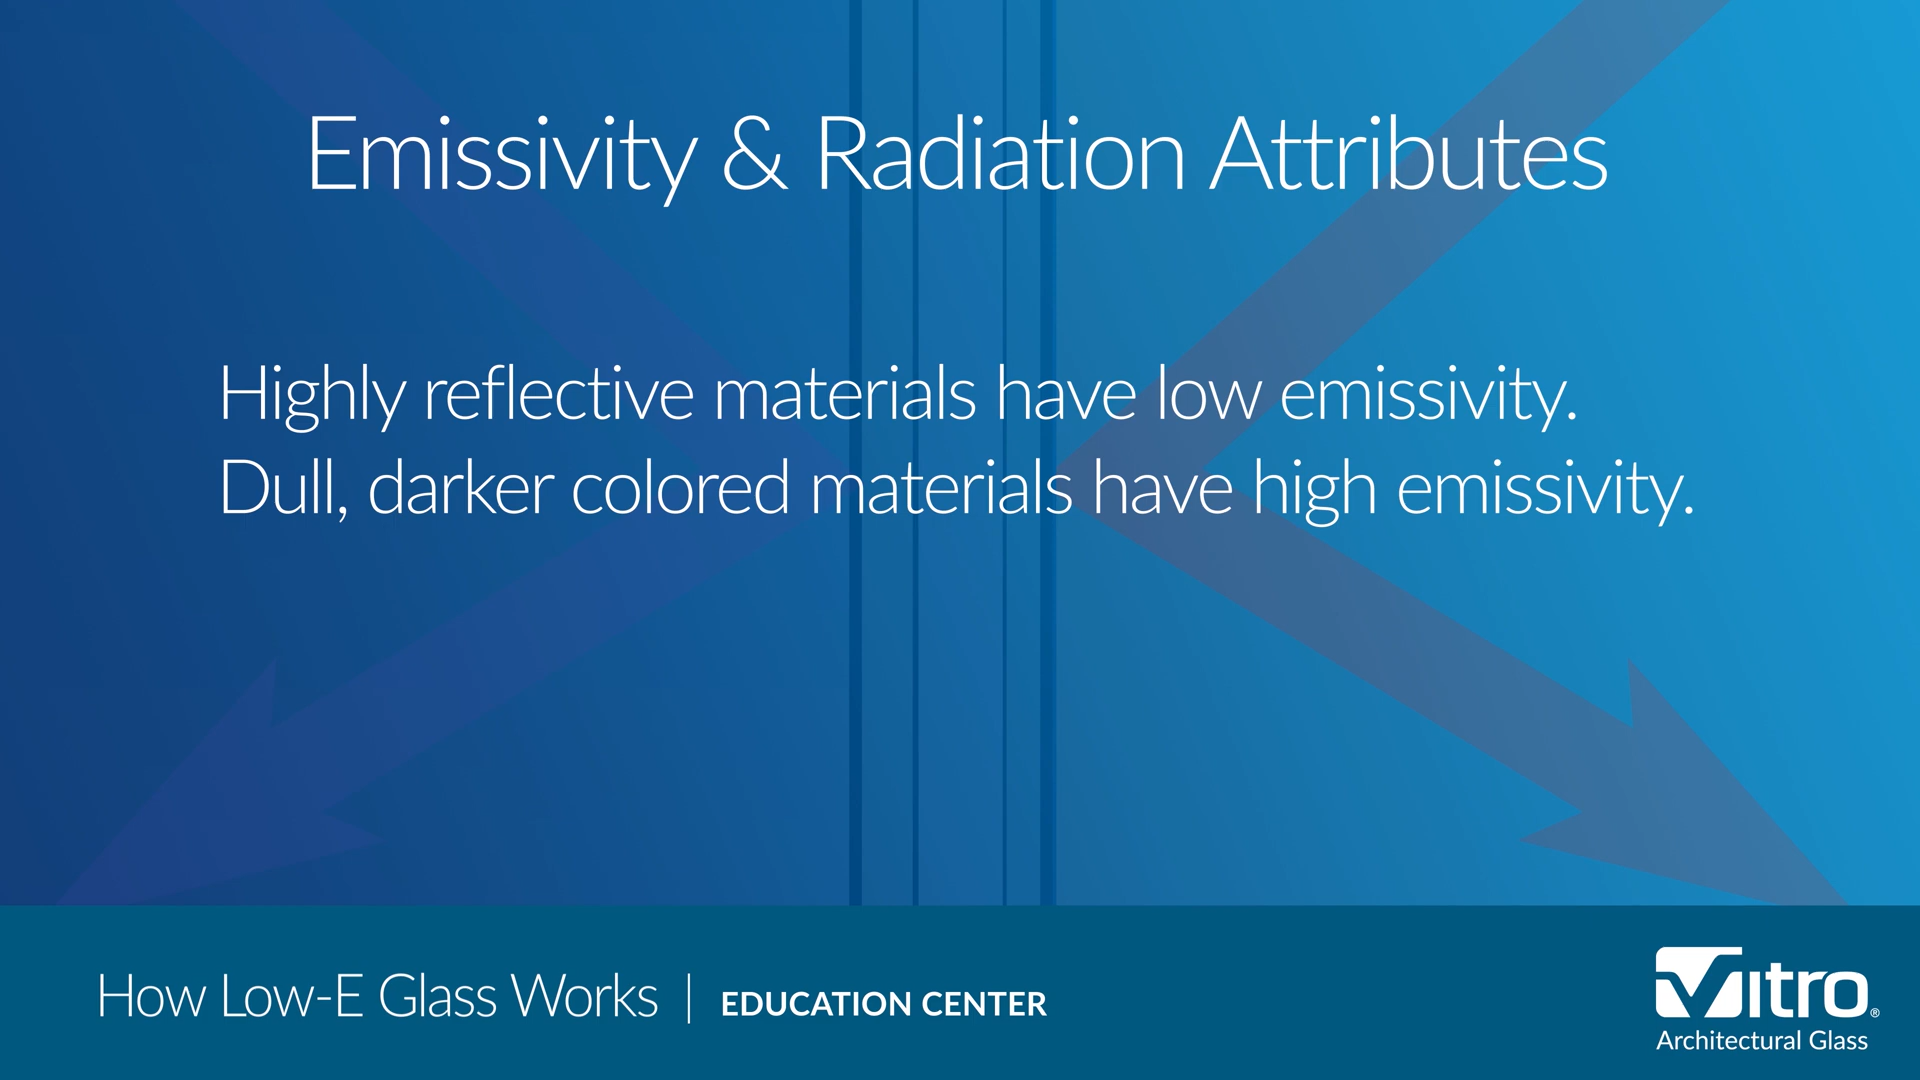 Emissivity & Radiation Attributes
Highly reflective materials have low emissivity.
Dull, darker colored materials have high emissivity.
How Low-E Glass Works | EDUCATION CENTER
Vitro®
Architectural Glass